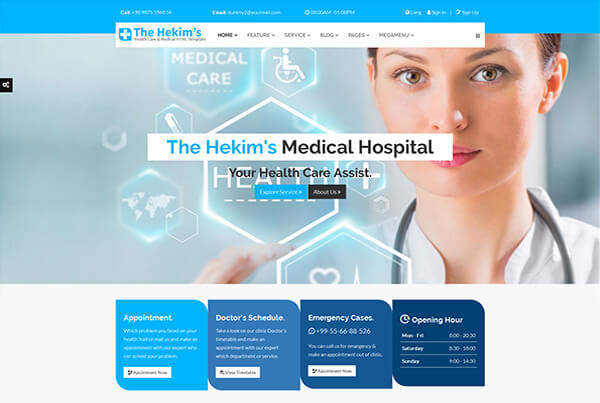 Call: +99 9875 5968 54 Email: dummy2@yourmail.com 08:00AM - 05:00PM Lang Sign In Sign Up
The Hekim's
Health Care & Medical HTML Template
HOME FEATURE SERVICE BLOG PAGES MEGAMENU
MEDICAL
CARE
The Hekim's Medical Hospital
HEALTH
Your Health Care Assist.
Explore Service » About Us »
Appointment.
Which problem you faced on your
health ?call or mail us and make an
appointment with our expert who
can solved your problem.
Appointment Now
Doctor's Schedule.
Take a look on our clinic Doctor's
timetable and make an
appointment with our expert
which department or service.
View Timetable
Emergency Cases.
+99-55-66-88-526
You can call us for emergency &
make an appointment out of clinic.
Appointment Now
Opening Hour
Mon - Fri 8:00 - 20:30
Saturday 8:30 - 18:00
Sunday 9:00 - 14:30